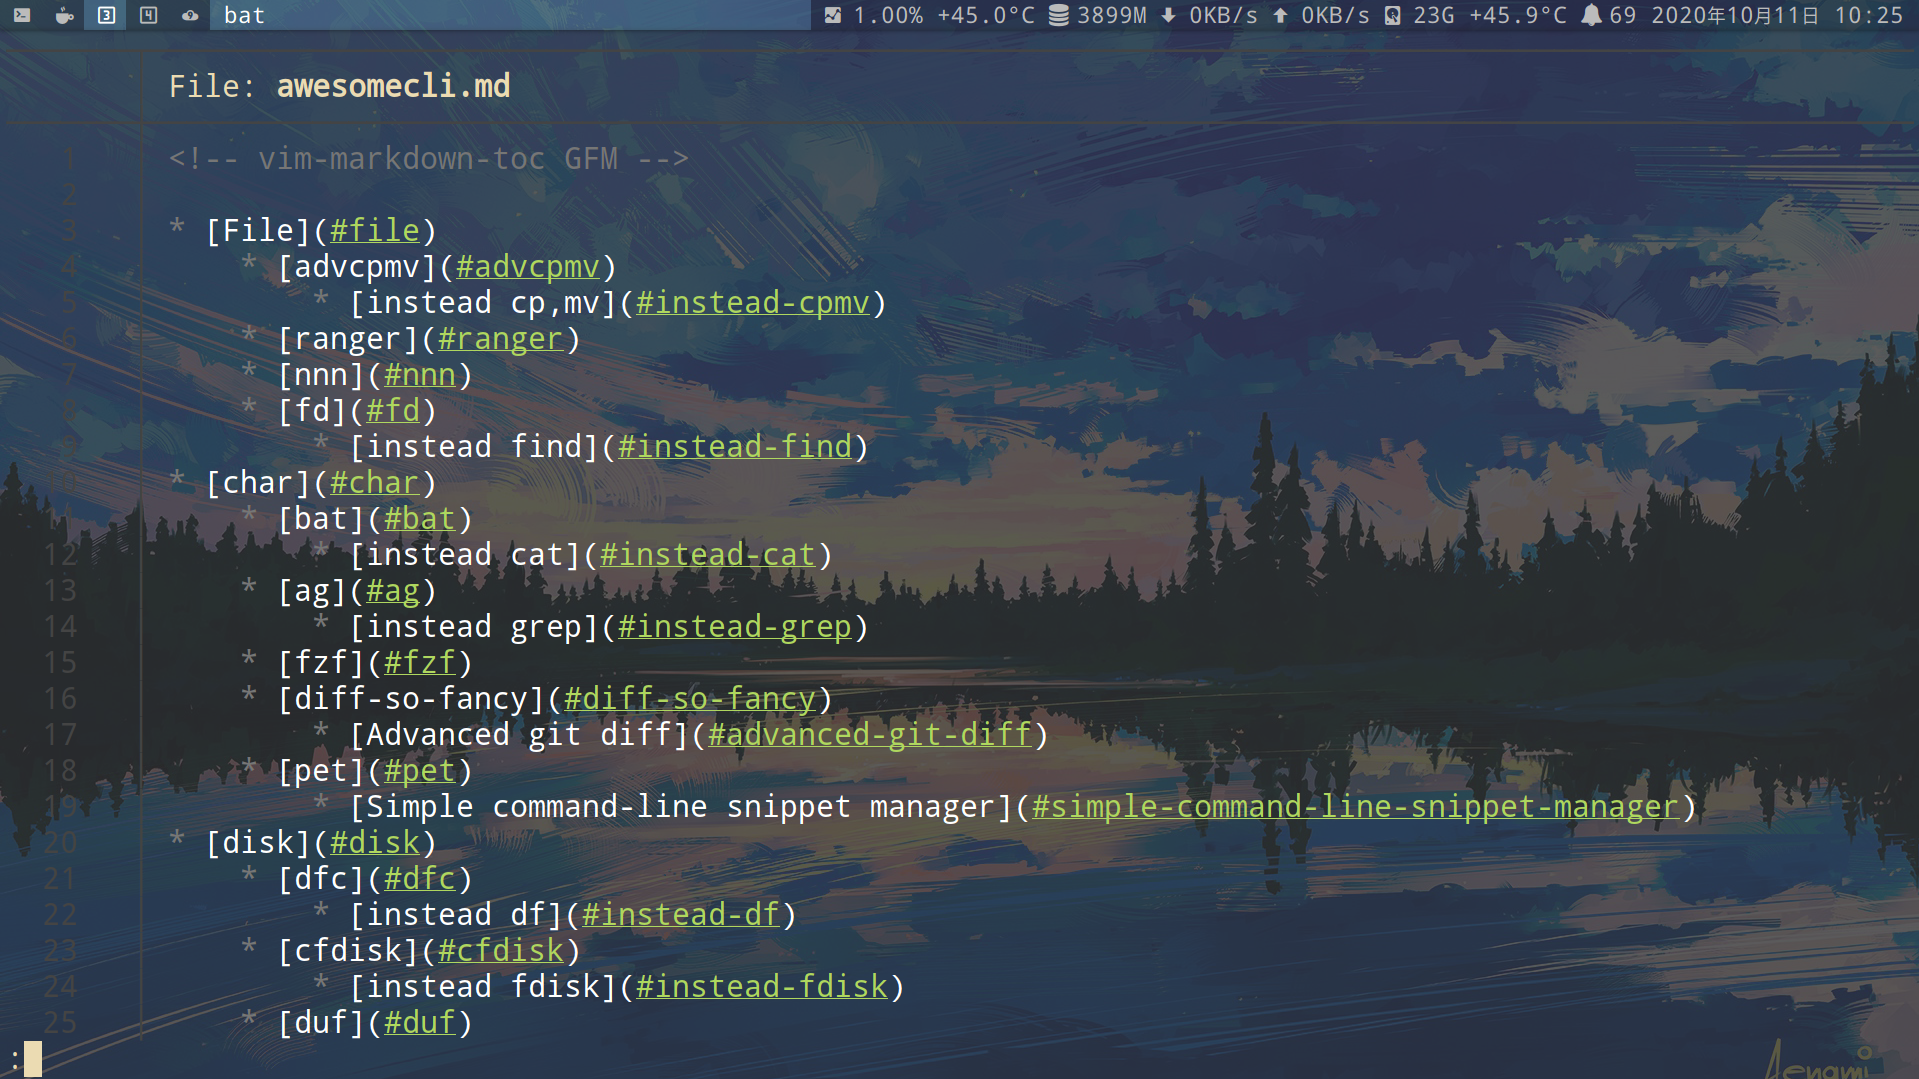 3 4 bat 1.00% +45.0°C 3899M 0KB/s 0KB/s 23G +45.9°C 69 2020年10月11日 10:25
File: awesomecli.md
1 <!-- vim-markdown-toc GFM -->
2
3 * [File](#file)
4 * [advcpmv](#advcpmv)
5 * [instead cp,mv](#instead-cpmv)
6 * [ranger](#ranger)
7 * [nnn](#nnn)
8 * [fd](#fd)
9 * [instead find](#instead-find)
10 * [char](#char)
11 * [bat](#bat)
12 * [instead cat](#instead-cat)
13 * [ag](#ag)
14 * [instead grep](#instead-grep)
15 * [fzf](#fzf)
16 * [diff-so-fancy](#diff-so-fancy)
17 * [Advanced git diff](#advanced-git-diff)
18 * [pet](#pet)
19 * [Simple command-line snippet manager](#simple-command-line-snippet-manager)
20 * [disk](#disk)
21 * [dfc](#dfc)
22 * [instead df](#instead-df)
23 * [cfdisk](#cfdisk)
24 * [instead fdisk](#instead-fdisk)
25 * [duf](#duf)
:
Aenami